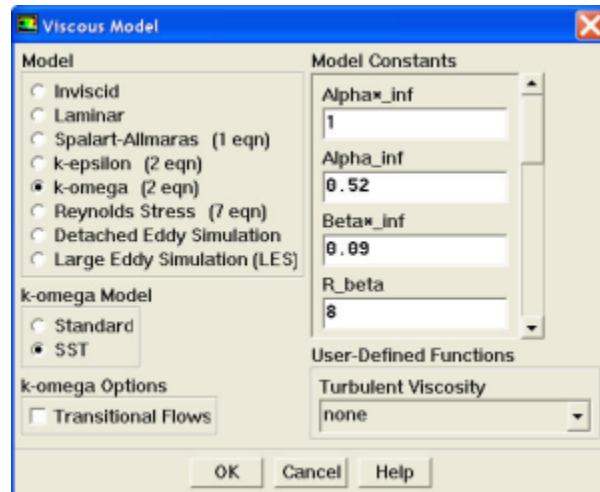 Viscous Model
Model
Inviscid
Laminar
Spalart-Allmaras (1 eqn)
k-epsilon (2 eqn)
k-omega (2 eqn)
Reynolds Stress (7 eqn)
Detached Eddy Simulation
Large Eddy Simulation (LES)
k-omega Model
Standard
SST
k-omega Options
Transitional Flows
Model Constants
Alpha*_inf
1
Alpha_inf
0.52
Beta*_inf
0.09
R_beta
8
User-Defined Functions
Turbulent Viscosity
none
OK Cancel Help